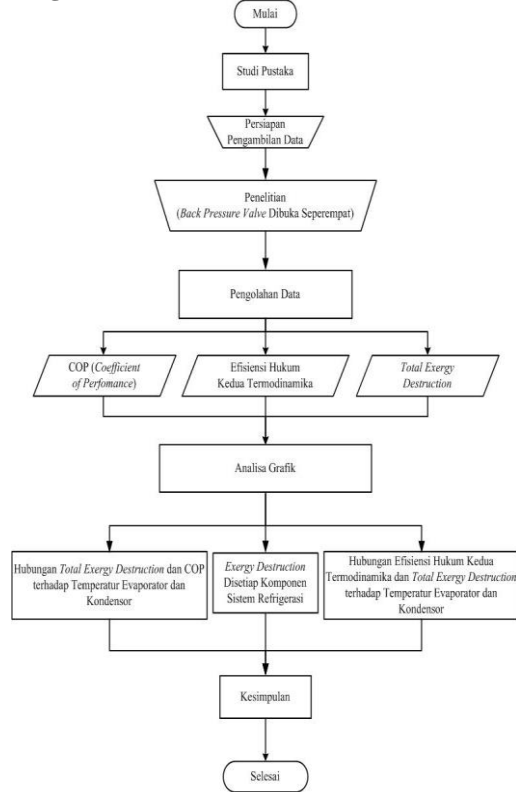 Mulai
Studi Pustaka
Persiapan
Pengambilan Data
Penelitian
(Back Pressure Valve Dibuka Seperempat)
Pengolahan Data
COP (Coefficient
of Perfomance)
Efisiensi Hukum
Kedua Termodinamika
Total Exergy
Destruction
Analisa Grafik
Hubungan Total Exergy Destruction dan COP
terhadap Temperatur Evaporator dan
Kondensor
Exergy Destruction
Disetiap Komponen
Sistem Refrigerasi
Hubungan Efisiensi Hukum Kedua
Termodinamika dan Total Exergy Destruction
terhadap Temperatur Evaporator dan
Kondensor
Kesimpulan
Selesai